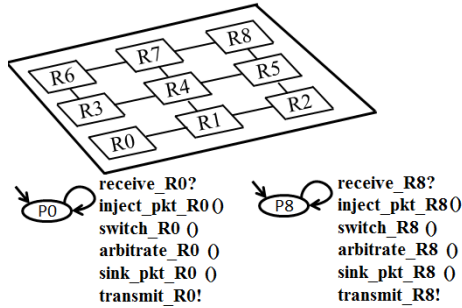 R6 R7 R8
R3 R4 R5
R0 R1 R2
P0
receive_R0?
inject_pkt_R0 ()
switch_R0 ()
arbitrate_R0 ()
sink_pkt_R0 ()
transmit_R0!
P8
receive_R8?
inject_pkt_R8 ()
switch_R8 ()
arbitrate_R8 ()
sink_pkt_R8 ()
transmit_R8!